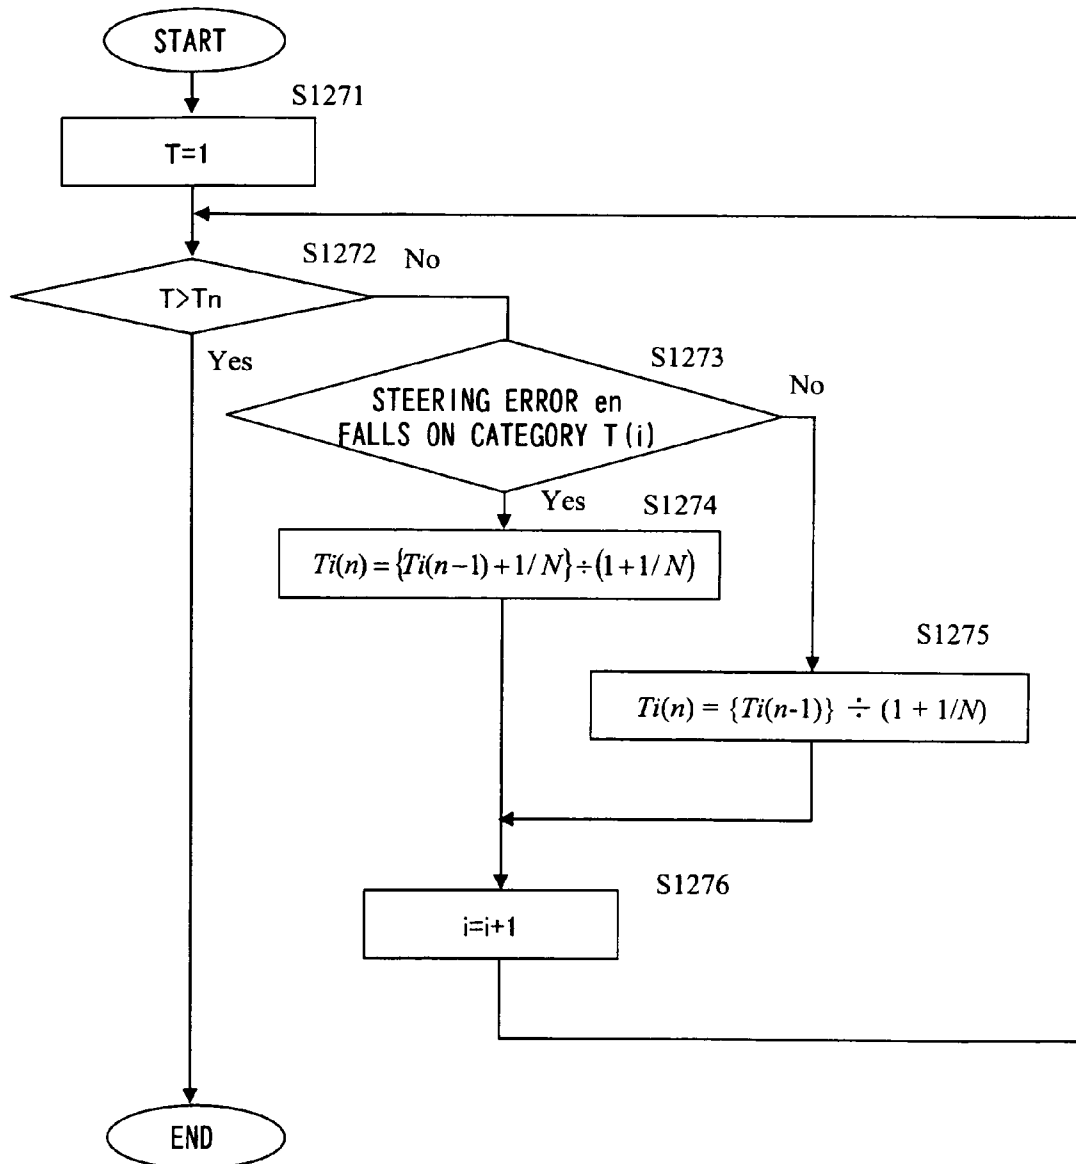 START
S1271
T=1
S1272
No
T>Tn
Yes
S1273
No
STEERING ERROR en
FALLS ON CATEGORY T(i)
Yes
S1274
Ti(n) = {Ti(n−1) + 1/N} ÷ (1 + 1/N)
S1275
Ti(n) = {Ti(n-1)} ÷ (1 + 1/N)
S1276
i=i+1
END